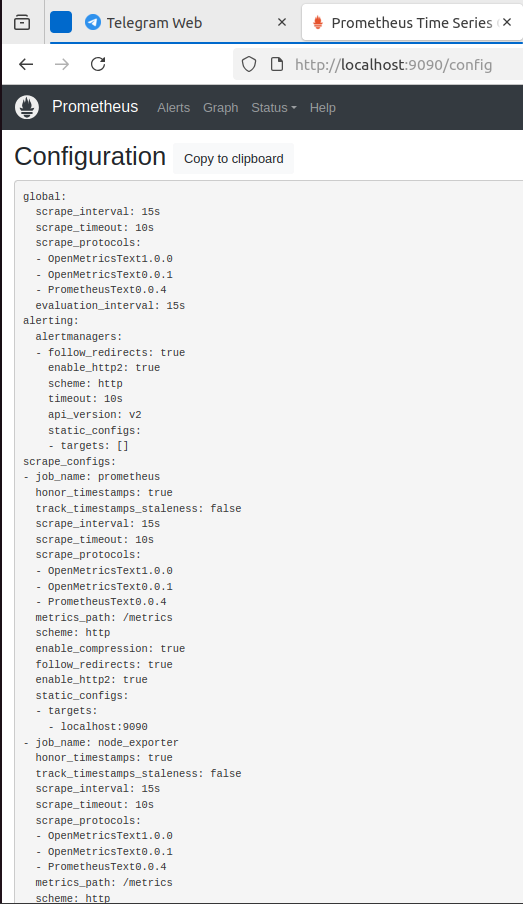 Telegram Web
Prometheus Time Series
http://localhost:9090/config
Prometheus Alerts Graph Status Help
Configuration Copy to clipboard
global:
  scrape_interval: 15s
  scrape_timeout: 10s
  scrape_protocols:
  - OpenMetricsText1.0.0
  - OpenMetricsText0.0.1
  - PrometheusText0.0.4
  evaluation_interval: 15s
alerting:
  alertmanagers:
  - follow_redirects: true
    enable_http2: true
    scheme: http
    timeout: 10s
    api_version: v2
    static_configs:
    - targets: []
scrape_configs:
- job_name: prometheus
  honor_timestamps: true
  track_timestamps_staleness: false
  scrape_interval: 15s
  scrape_timeout: 10s
  scrape_protocols:
  - OpenMetricsText1.0.0
  - OpenMetricsText0.0.1
  - PrometheusText0.0.4
  metrics_path: /metrics
  scheme: http
  enable_compression: true
  follow_redirects: true
  enable_http2: true
  static_configs:
  - targets:
    - localhost:9090
- job_name: node_exporter
  honor_timestamps: true
  track_timestamps_staleness: false
  scrape_interval: 15s
  scrape_timeout: 10s
  scrape_protocols:
  - OpenMetricsText1.0.0
  - OpenMetricsText0.0.1
  - PrometheusText0.0.4
  metrics_path: /metrics
  scheme: http